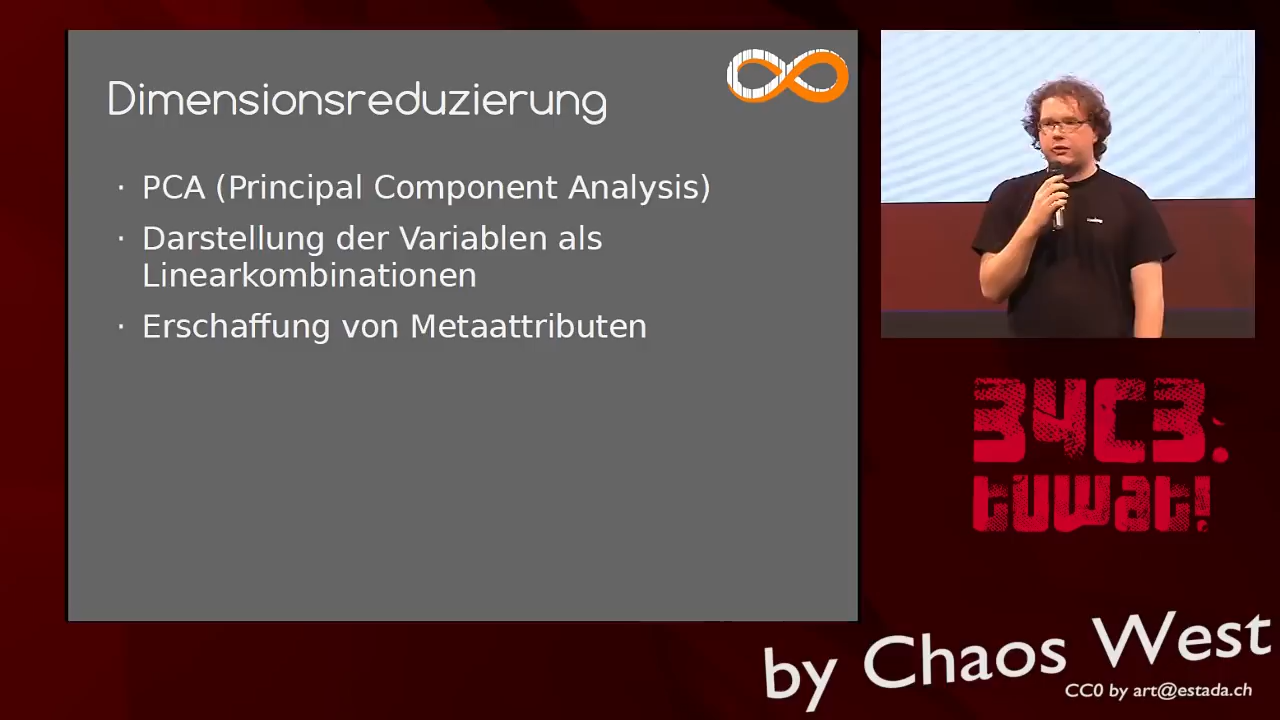 Dimensionsreduzierung
· PCA (Principal Component Analysis)
· Darstellung der Variablen als
Linearkombinationen
· Erschaffung von Metaattributen
34C3.
tuwat!
by Chaos West
CC0 by art@estada.ch